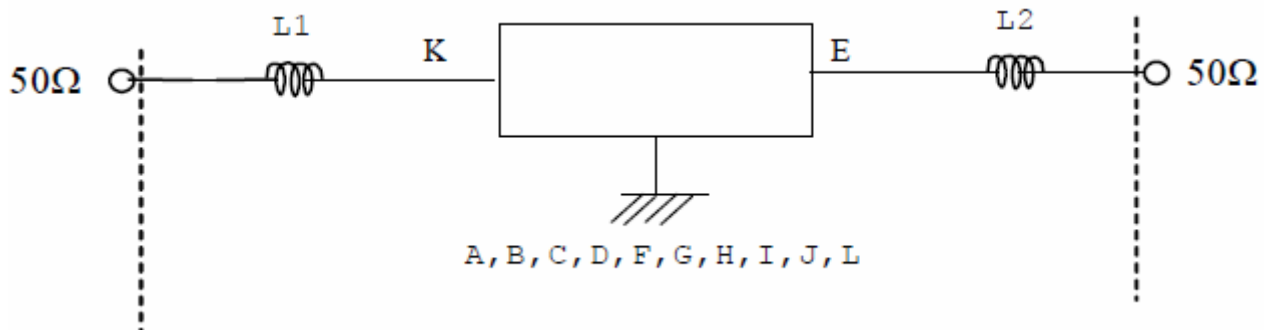 L1
L2
K
E
50Ω
50Ω
A,B,C,D,F,G,H,I,J,L